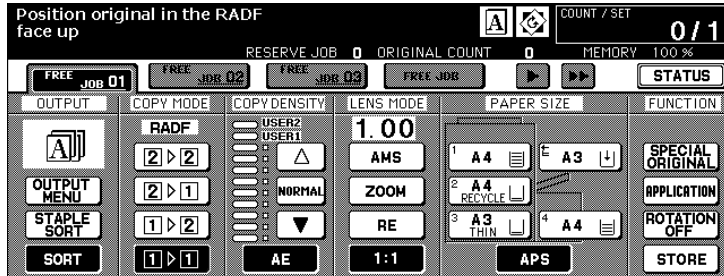 Position original in the RADF
face up
A
COUNT / SET
0/1
RESERVE JOB 0 ORIGINAL COUNT 0 MEMORY 100 %
FREE JOB 01
FREE JOB 02
FREE JOB 03
FREE JOB
STATUS
OUTPUT
COPY MODE
COPY DENSITY
LENS MODE
PAPER SIZE
FUNCTION
A
OUTPUT
MENU
STAPLE
SORT
SORT
RADF
2▷2
2▷1
1▷2
1▷1
USER2
USER1
NORMAL
AE
1.00
AMS
ZOOM
RE
1:1
1 A4
A3
2 A4
RECYCLE
3 A3
THIN
4 A4
APS
SPECIAL
ORIGINAL
APPLICATION
ROTATION
OFF
STORE